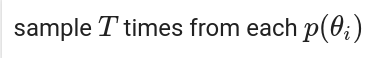 sample T times from each p(θᵢ)